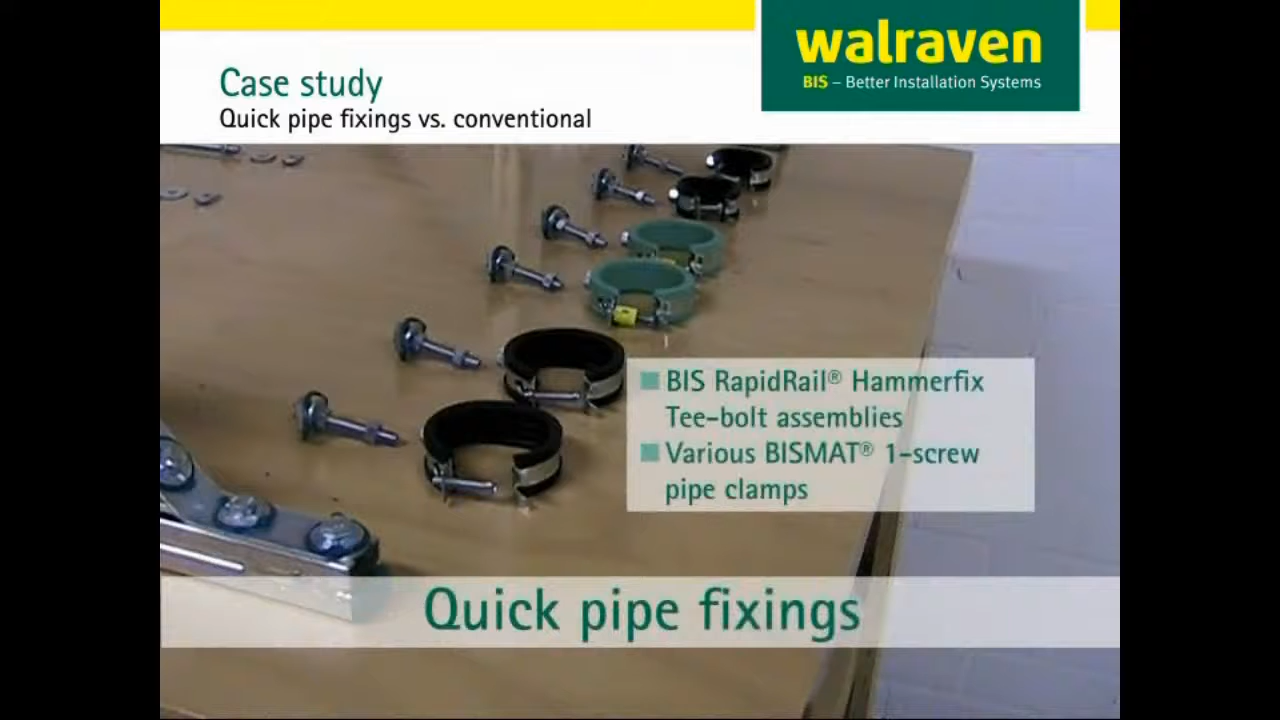 walraven
BIS – Better Installation Systems
Case study
Quick pipe fixings vs. conventional
BIS RapidRail® Hammerfix
Tee-bolt assemblies
Various BISMAT® 1-screw
pipe clamps
Quick pipe fixings